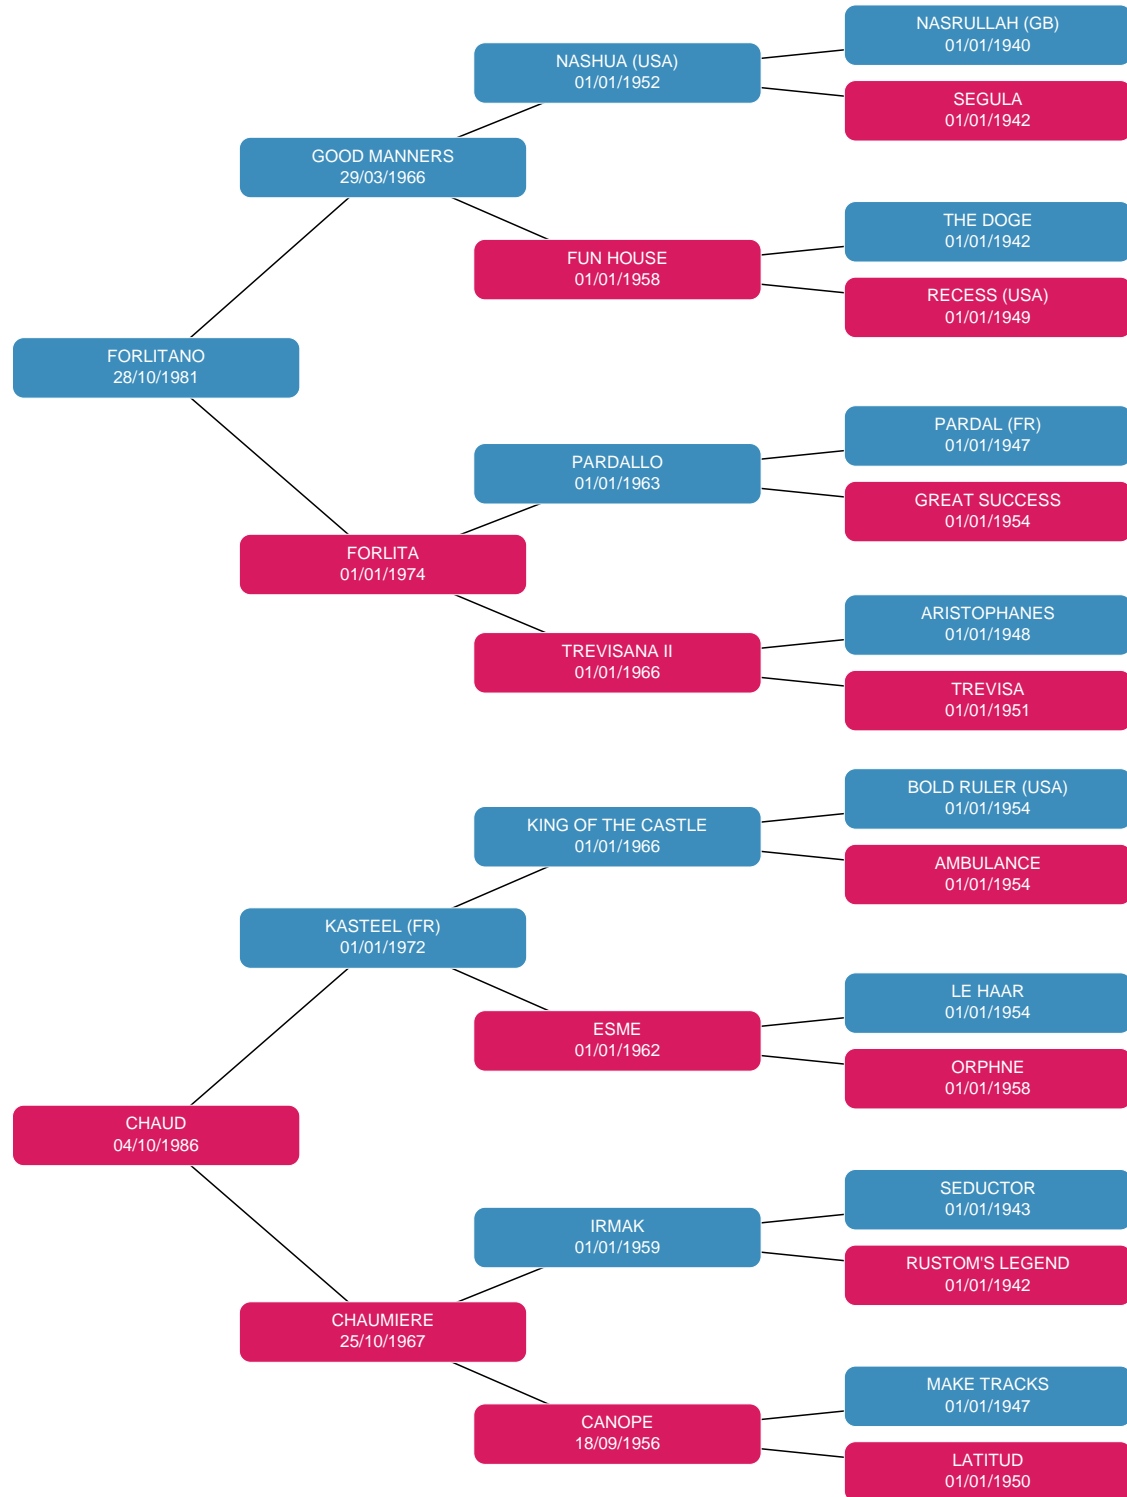 NASRULLAH (GB)
01/01/1940
NASHUA (USA)
01/01/1952
SEGULA
01/01/1942
GOOD MANNERS
29/03/1966
THE DOGE
01/01/1942
FUN HOUSE
01/01/1958
RECESS (USA)
01/01/1949
FORLITANO
28/10/1981
PARDAL (FR)
01/01/1947
PARDALLO
01/01/1963
GREAT SUCCESS
01/01/1954
FORLITA
01/01/1974
ARISTOPHANES
01/01/1948
TREVISANA II
01/01/1966
TREVISA
01/01/1951
BOLD RULER (USA)
01/01/1954
KING OF THE CASTLE
01/01/1966
AMBULANCE
01/01/1954
KASTEEL (FR)
01/01/1972
LE HAAR
01/01/1954
ESME
01/01/1962
ORPHNE
01/01/1958
CHAUD
04/10/1986
SEDUCTOR
01/01/1943
IRMAK
01/01/1959
RUSTOM'S LEGEND
01/01/1942
CHAUMIERE
25/10/1967
MAKE TRACKS
01/01/1947
CANOPE
18/09/1956
LATITUD
01/01/1950